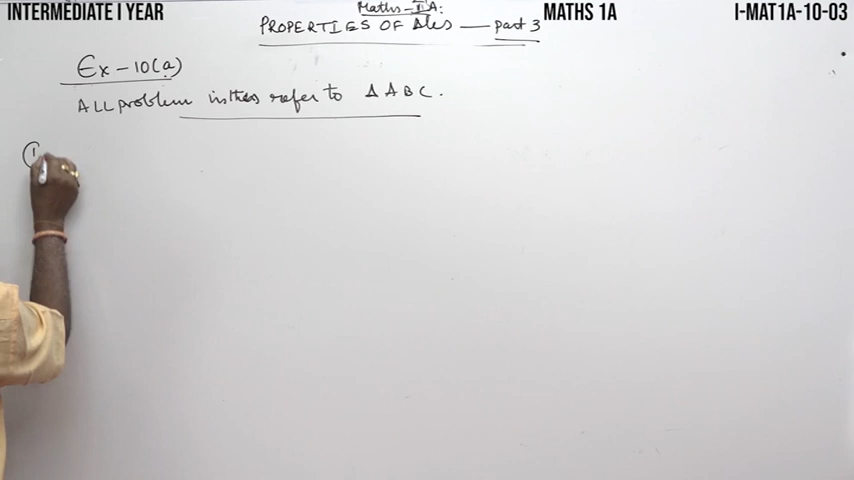 INTERMEDIATE I YEAR
Maths - IA:
MATHS 1A
I-MAT1A-10-03
PROPERTIES OF Δles — part 3
Ex - 10(a)
ALL problem in this refer to Δ ABC.
1